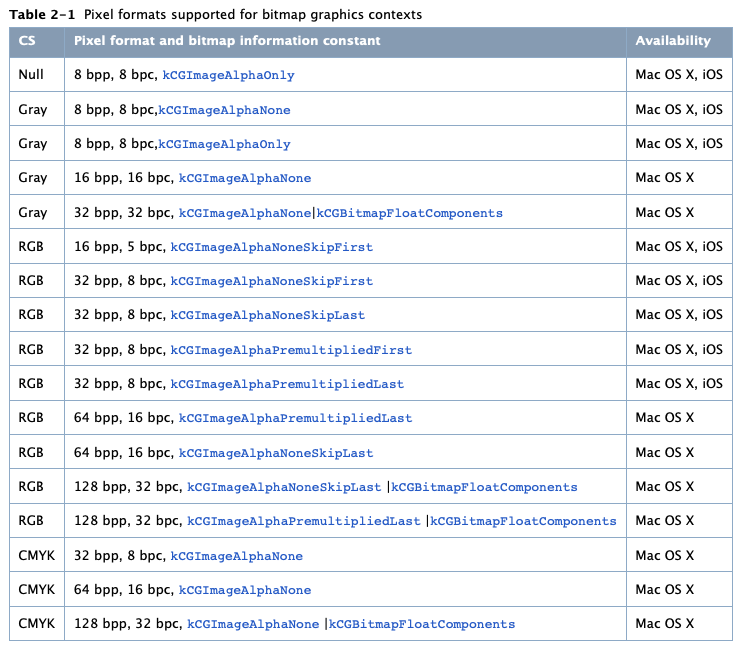 Table 2-1 Pixel formats supported for bitmap graphics contexts
CS Pixel format and bitmap information constant Availability
Null 8 bpp, 8 bpc, kCGImageAlphaOnly Mac OS X, iOS
Gray 8 bpp, 8 bpc,kCGImageAlphaNone Mac OS X, iOS
Gray 8 bpp, 8 bpc,kCGImageAlphaOnly Mac OS X, iOS
Gray 16 bpp, 16 bpc, kCGImageAlphaNone Mac OS X
Gray 32 bpp, 32 bpc, kCGImageAlphaNone|kCGBitmapFloatComponents Mac OS X
RGB 16 bpp, 5 bpc, kCGImageAlphaNoneSkipFirst Mac OS X, iOS
RGB 32 bpp, 8 bpc, kCGImageAlphaNoneSkipFirst Mac OS X, iOS
RGB 32 bpp, 8 bpc, kCGImageAlphaNoneSkipLast Mac OS X, iOS
RGB 32 bpp, 8 bpc, kCGImageAlphaPremultipliedFirst Mac OS X, iOS
RGB 32 bpp, 8 bpc, kCGImageAlphaPremultipliedLast Mac OS X, iOS
RGB 64 bpp, 16 bpc, kCGImageAlphaPremultipliedLast Mac OS X
RGB 64 bpp, 16 bpc, kCGImageAlphaNoneSkipLast Mac OS X
RGB 128 bpp, 32 bpc, kCGImageAlphaNoneSkipLast |kCGBitmapFloatComponents Mac OS X
RGB 128 bpp, 32 bpc, kCGImageAlphaPremultipliedLast |kCGBitmapFloatComponents Mac OS X
CMYK 32 bpp, 8 bpc, kCGImageAlphaNone Mac OS X
CMYK 64 bpp, 16 bpc, kCGImageAlphaNone Mac OS X
CMYK 128 bpp, 32 bpc, kCGImageAlphaNone |kCGBitmapFloatComponents Mac OS X